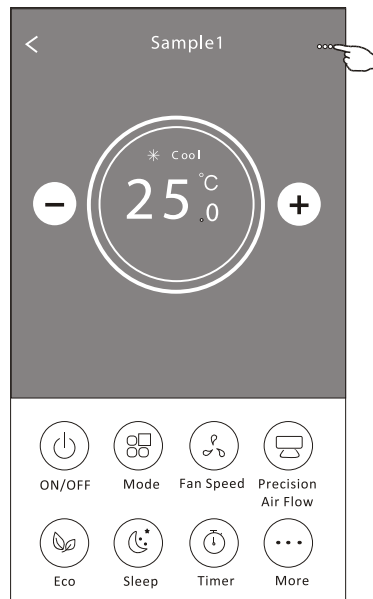 Sample1
Cool
25.0°C
ON/OFF Mode Fan Speed Precision Air Flow
Eco Sleep Timer More